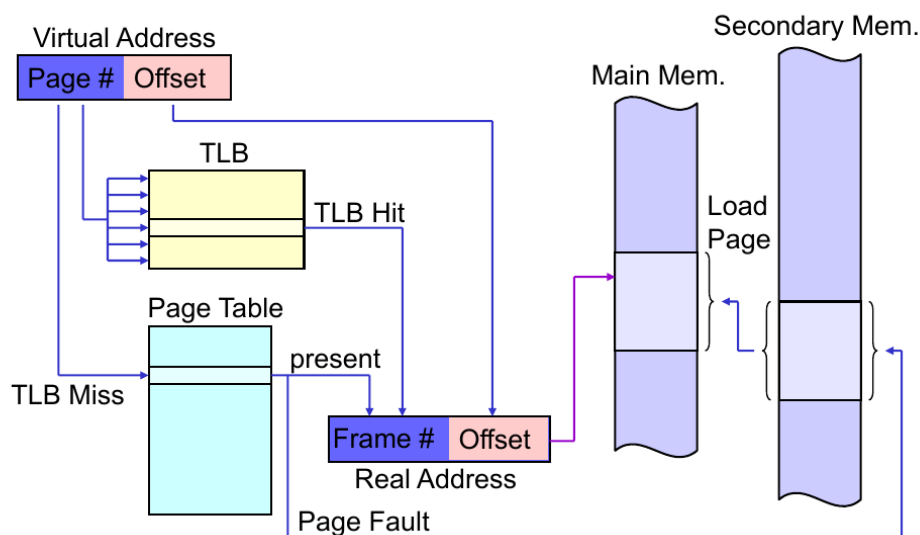 Secondary Mem.
Virtual Address
Main Mem.
Page #
Offset
TLB
TLB Hit
Load
Page
Page Table
present
TLB Miss
Frame #
Offset
Real Address
Page Fault